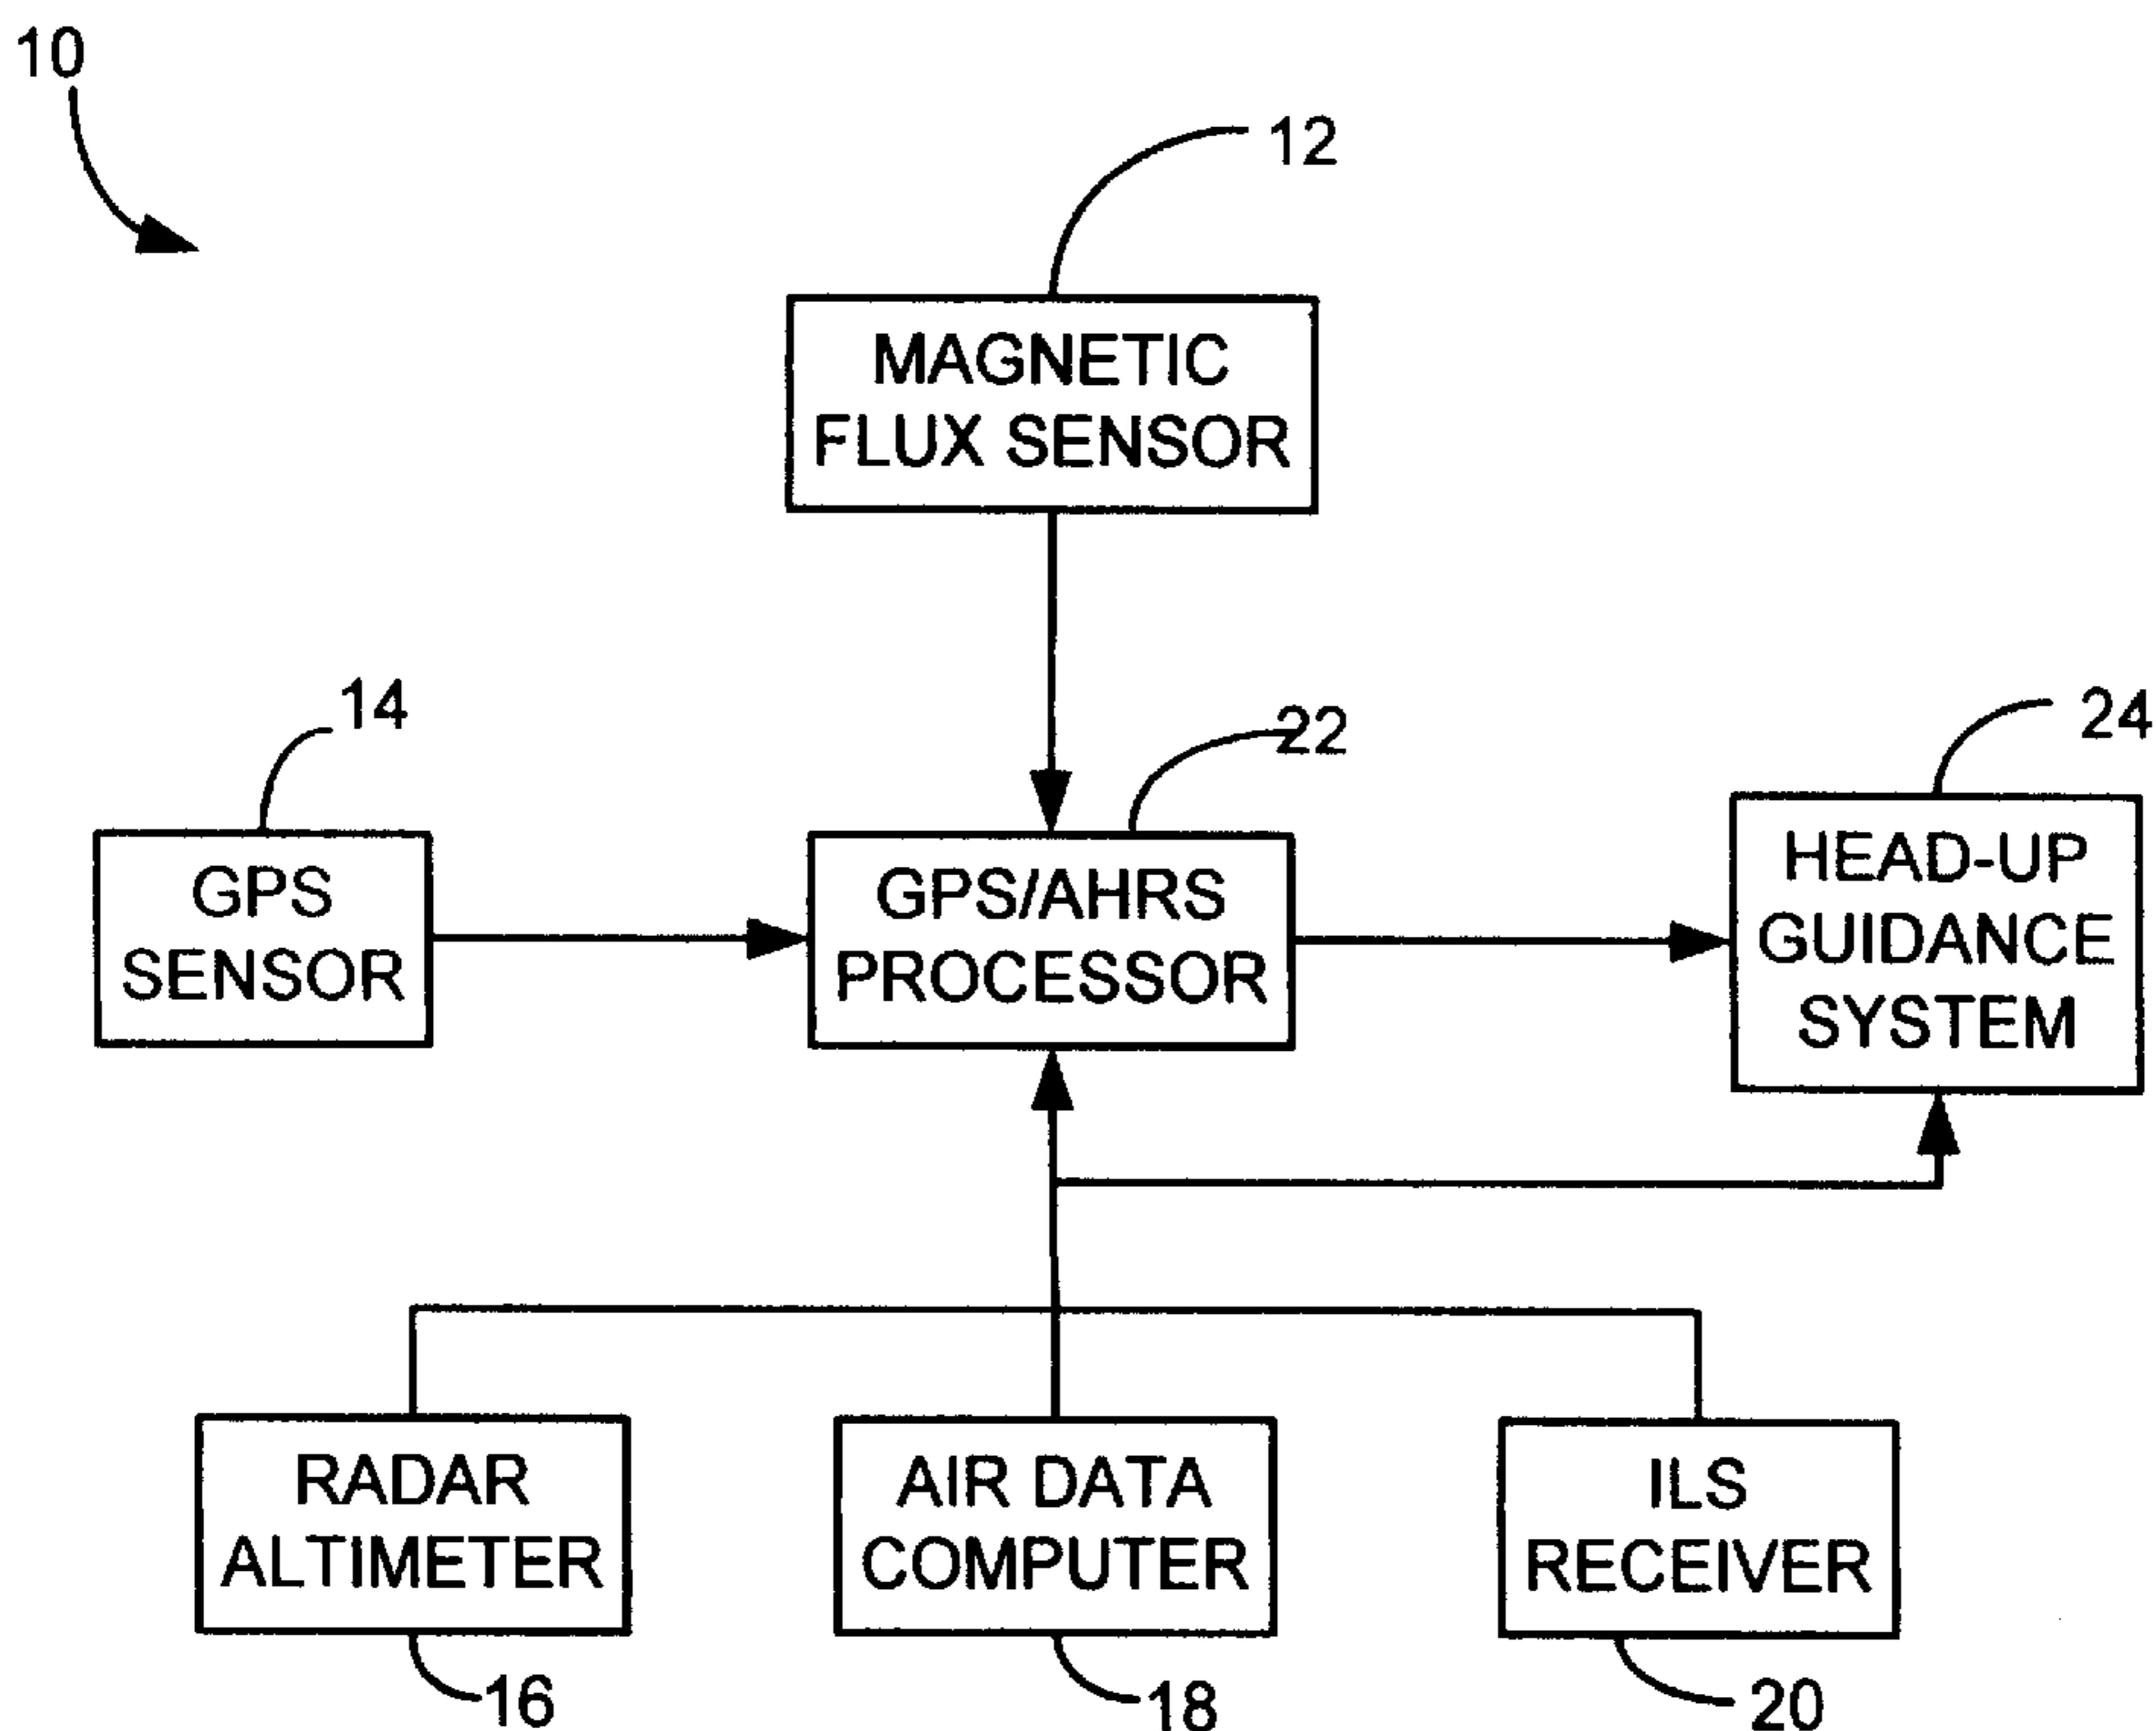 10
12
MAGNETIC
FLUX SENSOR
14
22
24
GPS
SENSOR
GPS/AHRS
PROCESSOR
HEAD-UP
GUIDANCE
SYSTEM
RADAR
ALTIMETER
AIR DATA
COMPUTER
ILS
RECEIVER
16
18
20